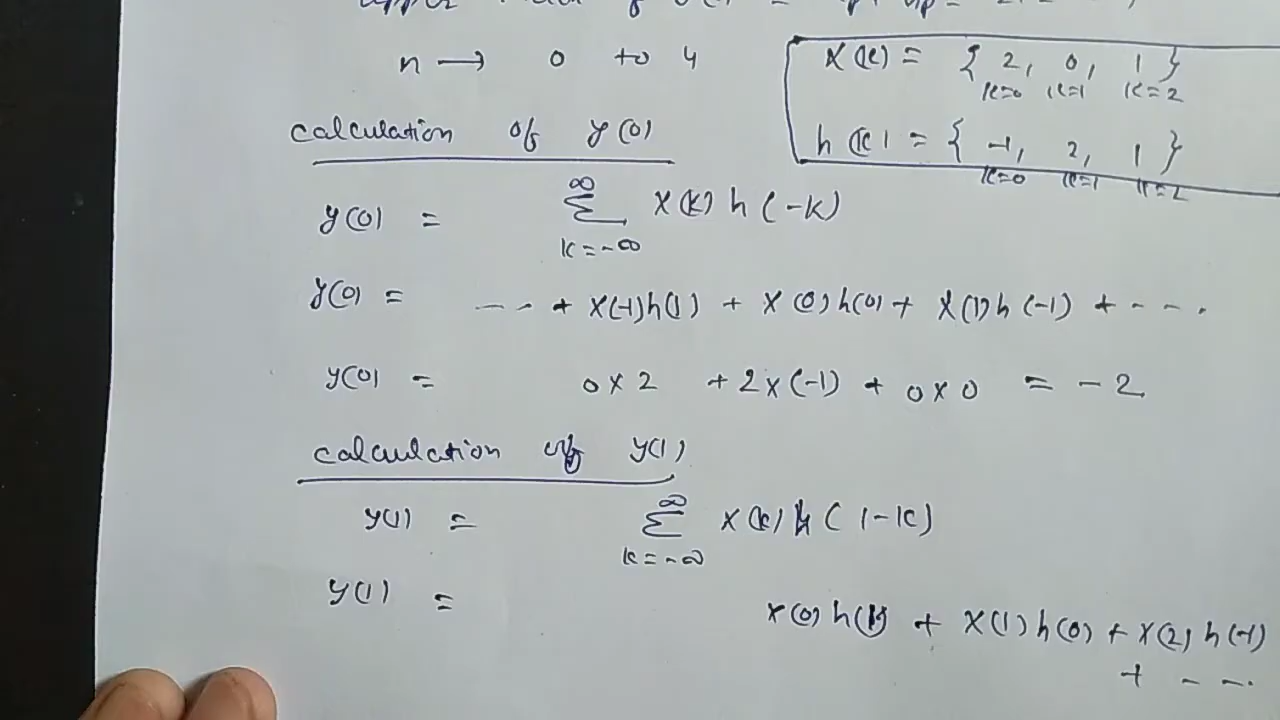 n → 0 to 4
x(k) = { 2, 0, 1 }
k=0 k=1 k=2
calculation of y(0)
h(k) = { -1, 2, 1 }
k=0 k=1 k=2
y(0) = ∞ Σ k=-∞ x(k) h(-k)
y(0) = --- + x(-1)h(1) + x(0)h(0) + x(1)h(-1) + ----
y(0) = 0×2 + 2×(-1) + 0×0 = -2
calculation of y(1)
y(1) = ∞ Σ k=-∞ x(k) h(1-k)
y(1) = x(0)h(1) + x(1)h(0) + x(2)h(-1)
+ ---